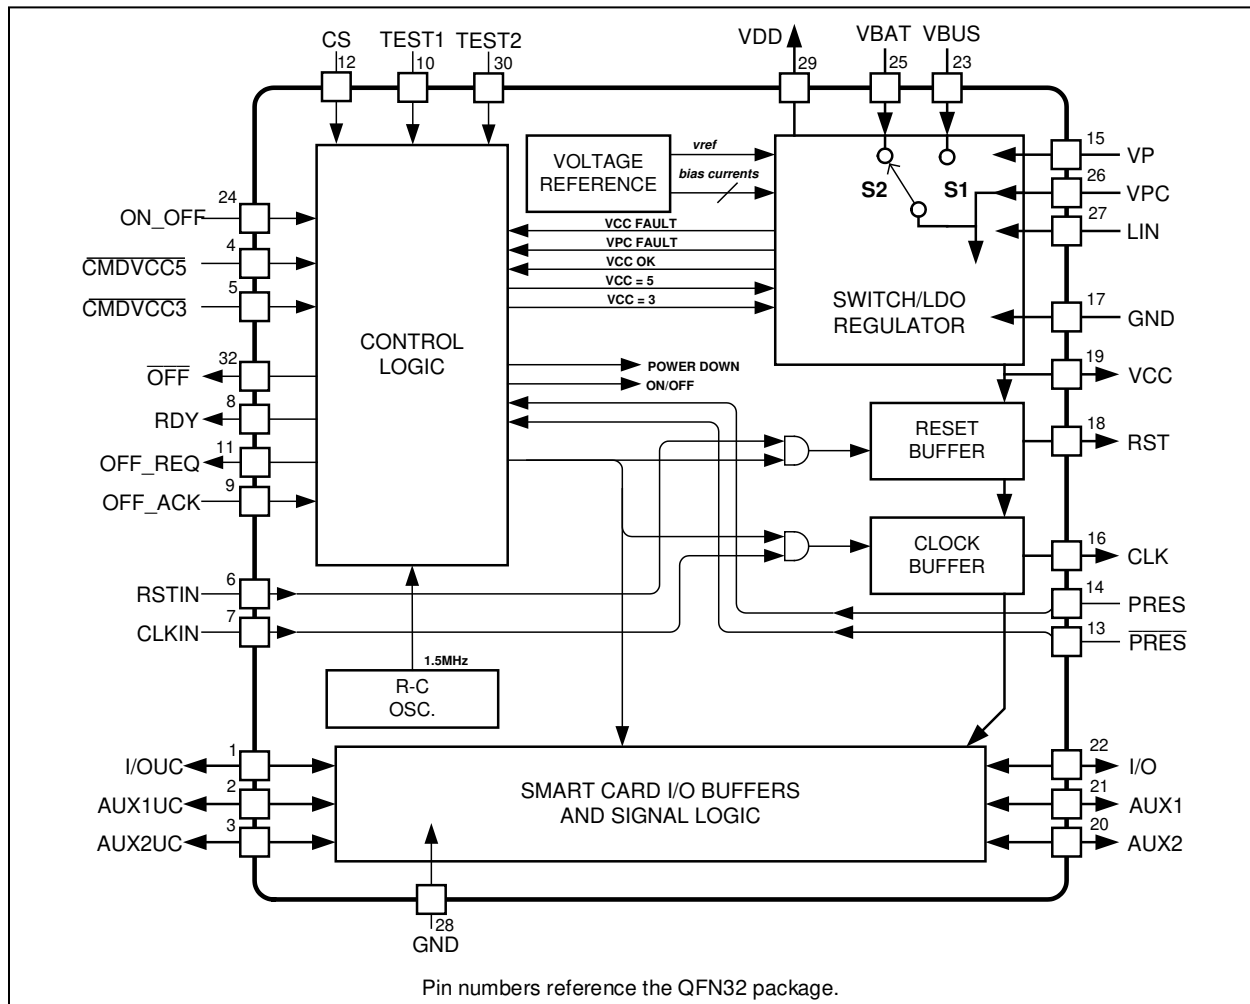 CS TEST1 TEST2 VDD VBAT VBUS
12 10 30 29 25 23
VOLTAGE
REFERENCE
vref
bias currents
S2 S1
15 VP
26 VPC
27 LIN
24 ON_OFF
4 CMDVCC5
5 CMDVCC3
VCC FAULT
VPC FAULT
VCC OK
VCC = 5
VCC = 3
SWITCH/LDO
REGULATOR
17 GND
CONTROL
LOGIC
32 OFF
8 RDY
11 OFF_REQ
9 OFF_ACK
POWER DOWN
ON/OFF
19 VCC
RESET
BUFFER
18 RST
CLOCK
BUFFER
16 CLK
6 RSTIN
7 CLKIN
14 PRES
13 PRES
1.5MHz
R-C
OSC.
1 I/OUC
2 AUX1UC
3 AUX2UC
SMART CARD I/O BUFFERS
AND SIGNAL LOGIC
22 I/O
21 AUX1
20 AUX2
28
GND
Pin numbers reference the QFN32 package.